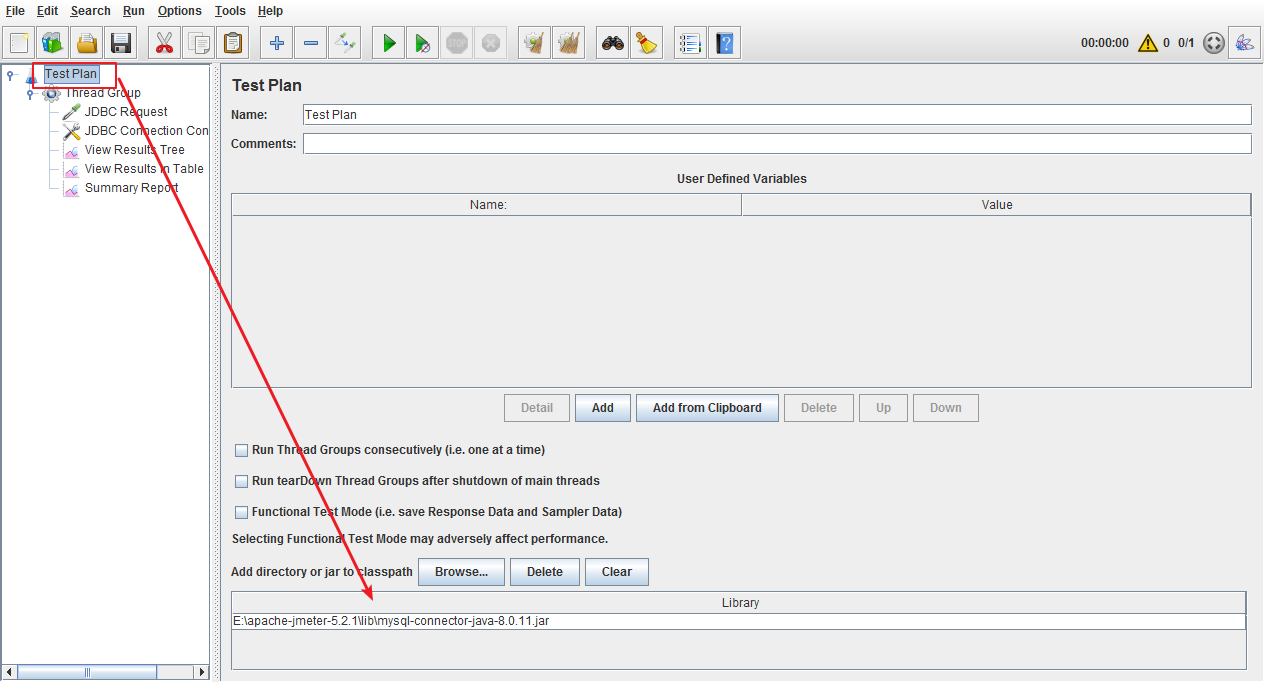 File Edit Search Run Options Tools Help
STOP
00:00:00 0 0/1
Test Plan
Thread Group
JDBC Request
JDBC Connection Con
View Results Tree
View Results in Table
Summary Report
Test Plan
Name: Test Plan
Comments:
User Defined Variables
Name: Value
Detail Add Add from Clipboard Delete Up Down
Run Thread Groups consecutively (i.e. one at a time)
Run tearDown Thread Groups after shutdown of main threads
Functional Test Mode (i.e. save Response Data and Sampler Data)
Selecting Functional Test Mode may adversely affect performance.
Add directory or jar to classpath Browse... Delete Clear
Library
E:\apache-jmeter-5.2.1\lib\mysql-connector-java-8.0.11.jar